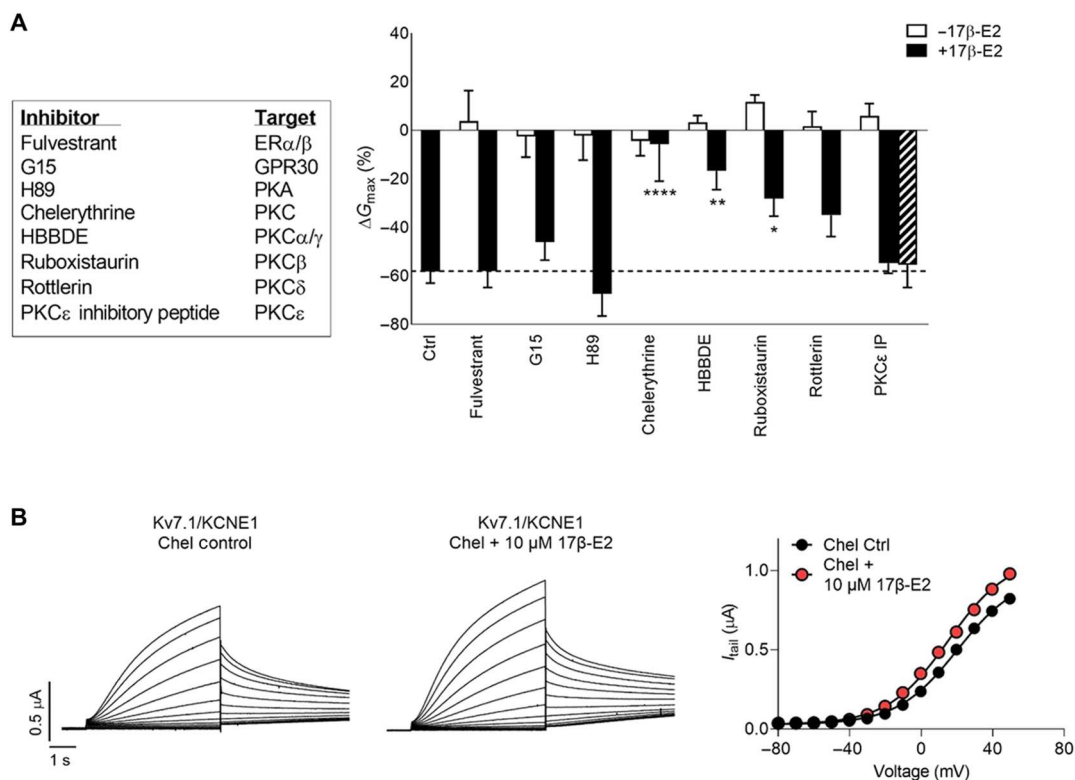 A
Inhibitor Target
Fulvestrant ERα/β
G15 GPR30
H89 PKA
Chelerythrine PKC
HBBDE PKCα/γ
Ruboxistaurin PKCβ
Rottlerin PKCδ
PKCε inhibitory peptide PKCε
−17β-E2
+17β-E2
ΔGmax (%)
40
20
0
−20
−40
−60
−80
****
**
*
Ctrl
Fulvestrant
G15
H89
Chelerythrine
HBBDE
Ruboxistaurin
Rottlerin
PKCε IP
B
Kv7.1/KCNE1
Chel control
0.5 μA
1 s
Kv7.1/KCNE1
Chel + 10 μM 17β-E2
Chel Ctrl
Chel +
10 μM 17β-E2
Itail (μA)
1.0
0.5
0.0
−80 −40 0 40 80
Voltage (mV)